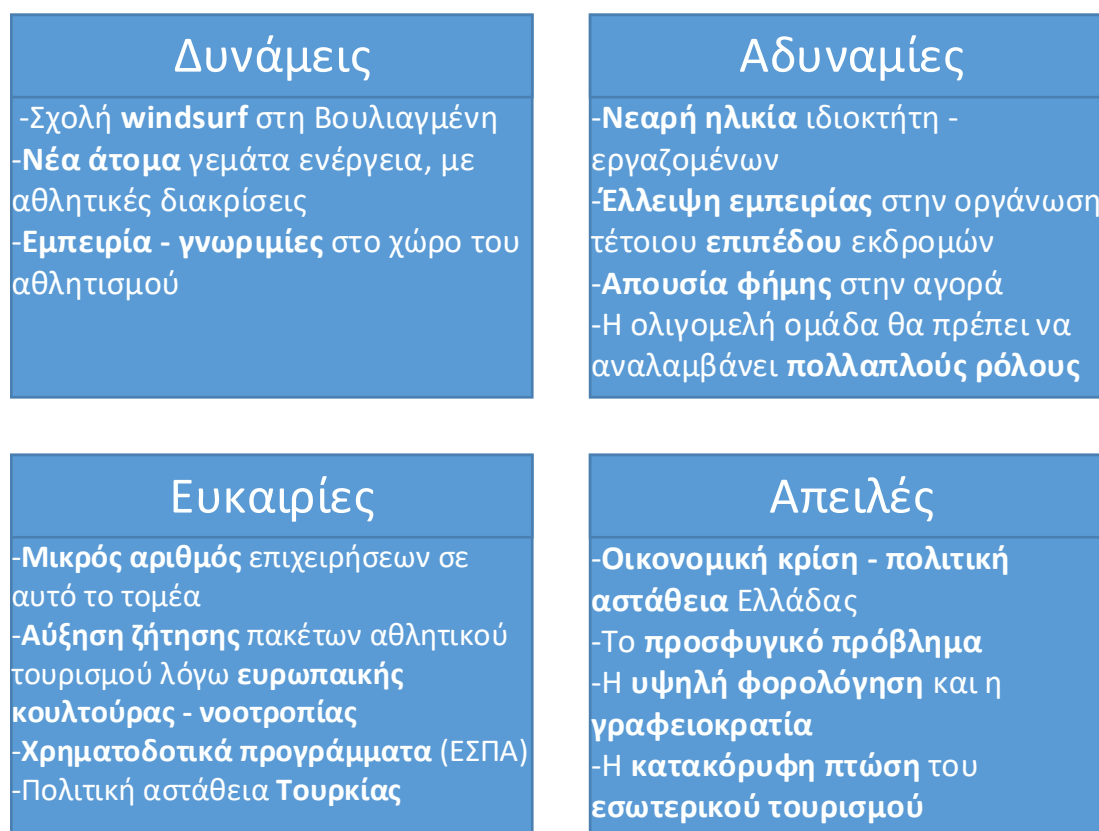 Δυνάμεις
-Σχολή windsurf στη Βουλιαγμένη
-Νέα άτομα γεμάτα ενέργεια, με
αθλητικές διακρίσεις
-Εμπειρία - γνωριμίες στο χώρο του
αθλητισμού
Αδυναμίες
-Νεαρή ηλικία ιδιοκτήτη -
εργαζομένων
-Έλλειψη εμπειρίας στην οργάνωση
τέτοιου επιπέδου εκδρομών
-Απουσία φήμης στην αγορά
-Η ολιγομελή ομάδα θα πρέπει να
αναλαμβάνει πολλαπλούς ρόλους
Ευκαιρίες
-Μικρός αριθμός επιχειρήσεων σε
αυτό το τομέα
-Αύξηση ζήτησης πακέτων αθλητικού
τουρισμού λόγω ευρωπαικής
κουλτούρας - νοοτροπίας
-Χρηματοδοτικά προγράμματα (ΕΣΠΑ)
-Πολιτική αστάθεια Τουρκίας
Απειλές
-Οικονομική κρίση - πολιτική
αστάθεια Ελλάδας
-Το προσφυγικό πρόβλημα
-Η υψηλή φορολόγηση και η
γραφειοκρατία
-Η κατακόρυφη πτώση του
εσωτερικού τουρισμού